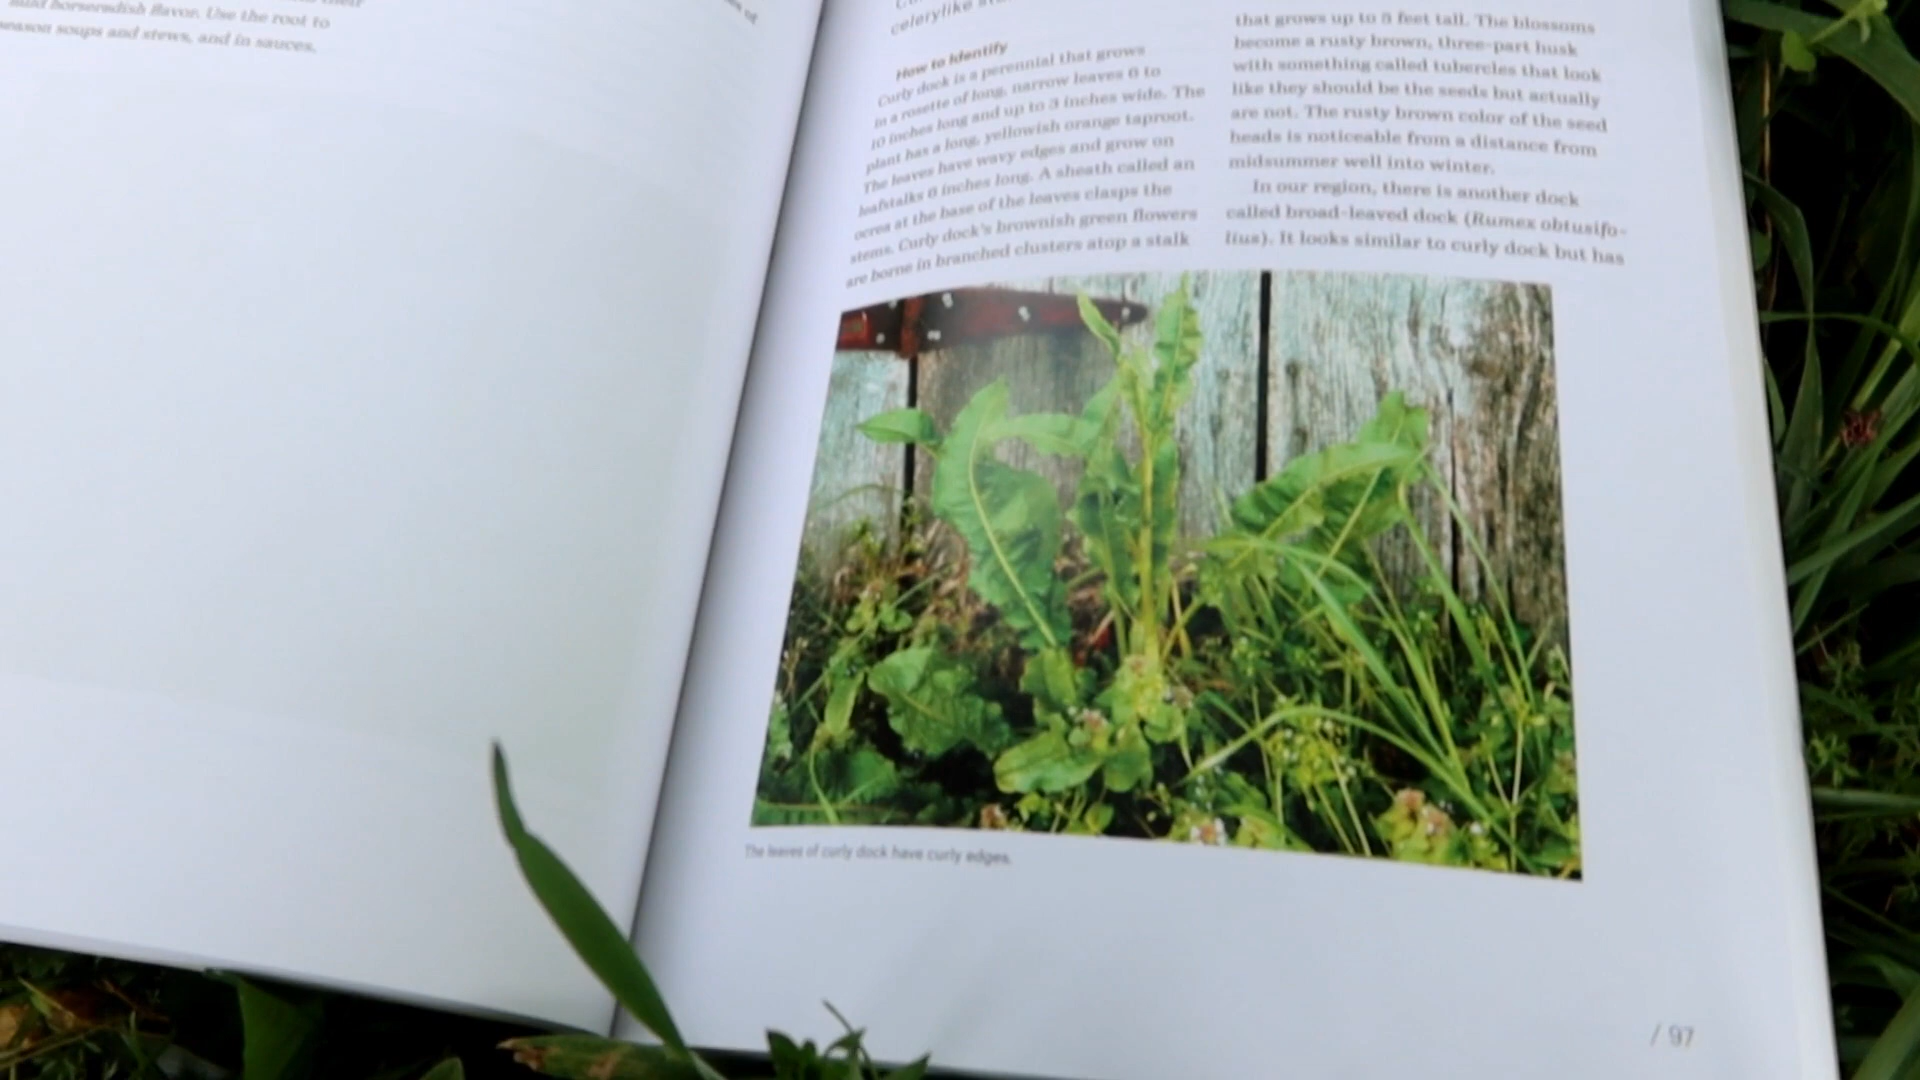 mild horseradish flavor. Use the root to
season soups and stews, and in sauces.
of
celerylike
How to Identify
Curly dock is a perennial that grows
in a rosette of long, narrow leaves 6 to
10 inches long and up to 3 inches wide. The
plant has a long, yellowish orange taproot.
The leaves have wavy edges and grow on
leafstalks 6 inches long. A sheath called an
ocrea at the base of the leaves clasps the
stems. Curly dock's brownish green flowers
are borne in branched clusters atop a stalk
that grows up to 5 feet tall. The blossoms
become a rusty brown, three-part husk
with something called tubercles that look
like they should be the seeds but actually
are not. The rusty brown color of the seed
heads is noticeable from a distance from
midsummer well into winter.
In our region, there is another dock
called broad-leaved dock (Rumex obtusifo-
lius). It looks similar to curly dock but has
The leaves of curly dock have curly edges.
/ 97